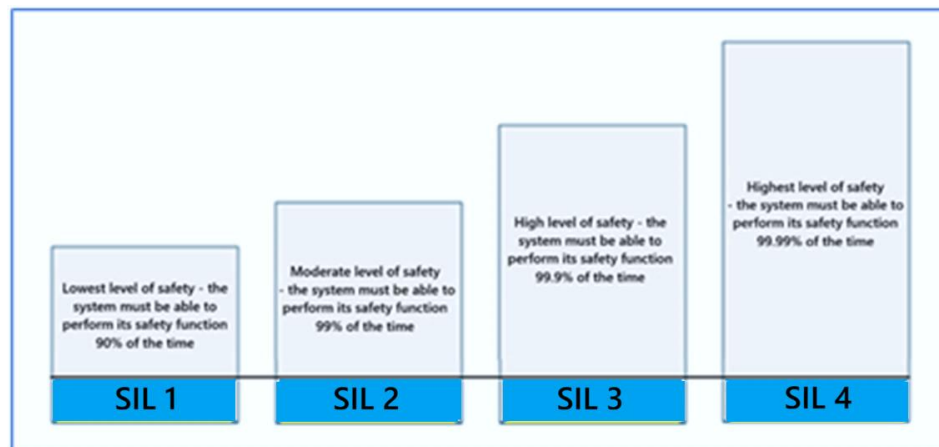 Lowest level of safety - the
system must be able to
perform its safety function
90% of the time
SIL 1
Moderate level of safety
- the system must be able to
perform its safety function
99% of the time
SIL 2
High level of safety - the
system must be able to
perform its safety function
99.9% of the time
SIL 3
Highest level of safety
- the system must be able to
perform its safety function
99.99% of the time
SIL 4